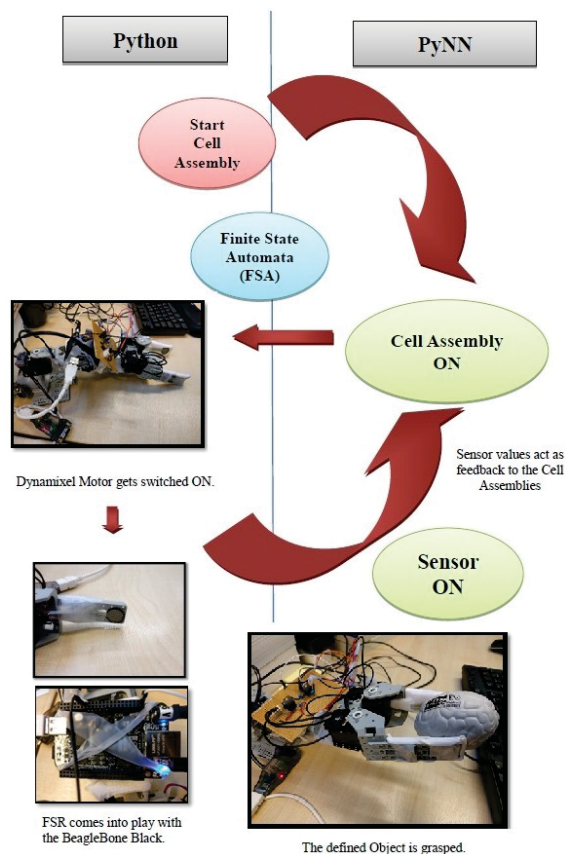 Python
PyNN
Start
Cell
Assembly
Finite State
Automata
(FSA)
Cell Assembly
ON
Dynamixel Motor gets switched ON.
Sensor values act as
feedback to the Cell
Assemblies
Sensor
ON
FSR comes into play with
the BeagleBone Black.
The defined Object is grasped.